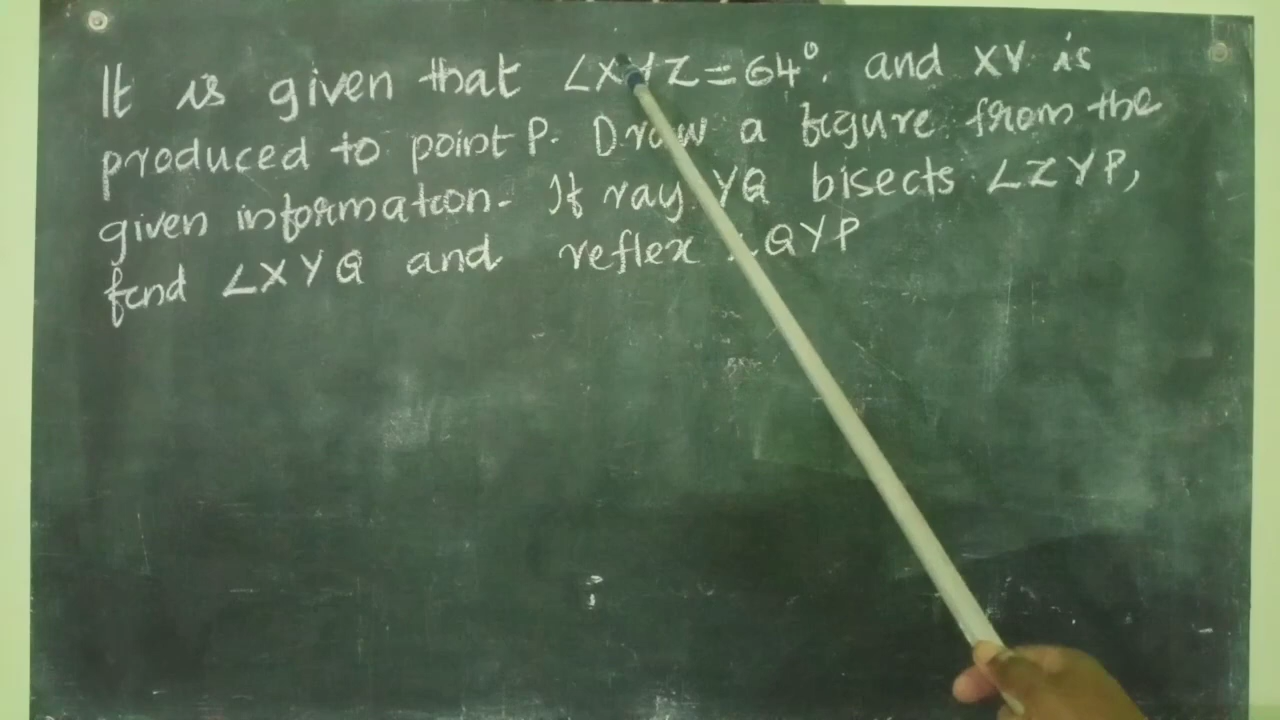 It is given that ∠XYZ=64°. and XY is
produced to point P. Draw a figure from the
given information. If ray YQ bisects ∠ZYP,
find ∠XYQ and reflex ∠QYP